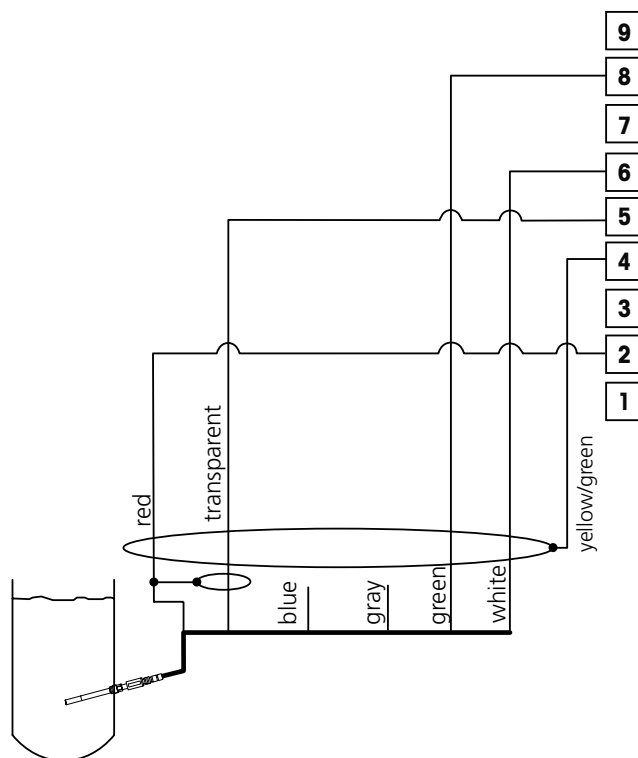 9
8
7
6
5
4
3
2
1
red
transparent
blue
gray
green
white
yellow/green